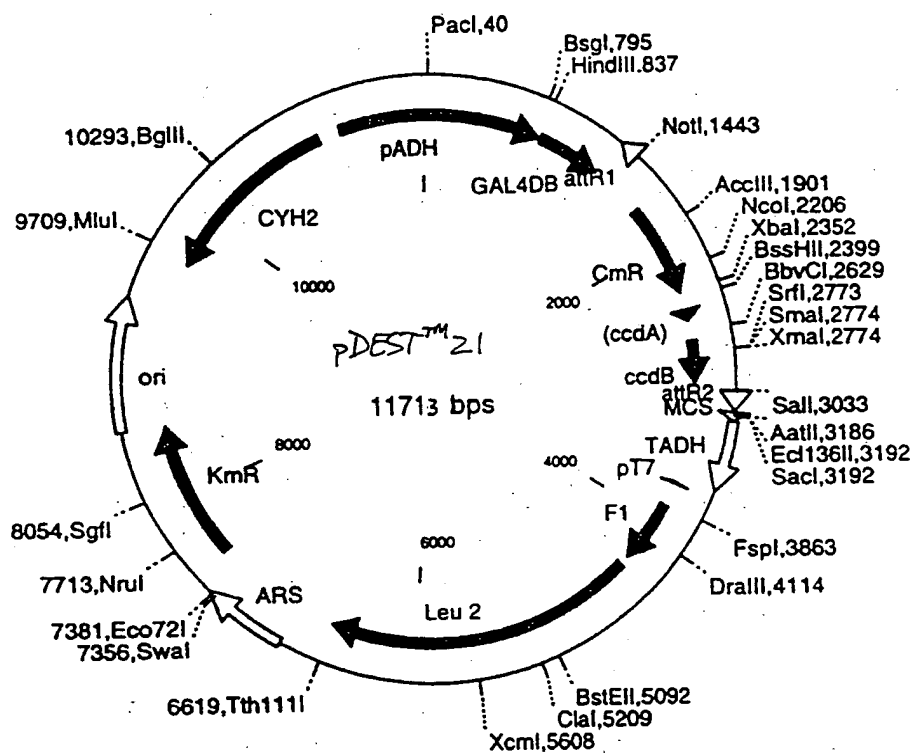 PacI,40
BsgI,795
HindIII.837
10293,BglII
NotI,1443
pADH
GAL4DB
attR1
AccIII,1901
9709,MluI
CYH2
NcoI,2206
XbaI,2352
BssHII,2399
10000
CmR
BbvCI,2629
2000
SrfI,2773
(ccdA)
SmaI,2774
pDEST™21
XmaI,2774
ori
ccdB
11713 bps
attR2
MCS
SalI,3033
AatII,3186
TADH
Ecl136II,3192
8000
KmR
4000
pT7
SacI,3192
F1
8054,SgfI
FspI,3863
6000
7713,NruI
DraIII,4114
ARS
Leu 2
7381,Eco72I
7356,SwaI
6619,Tth111I
BstEII,5092
ClaI,5209
XcmI,5608